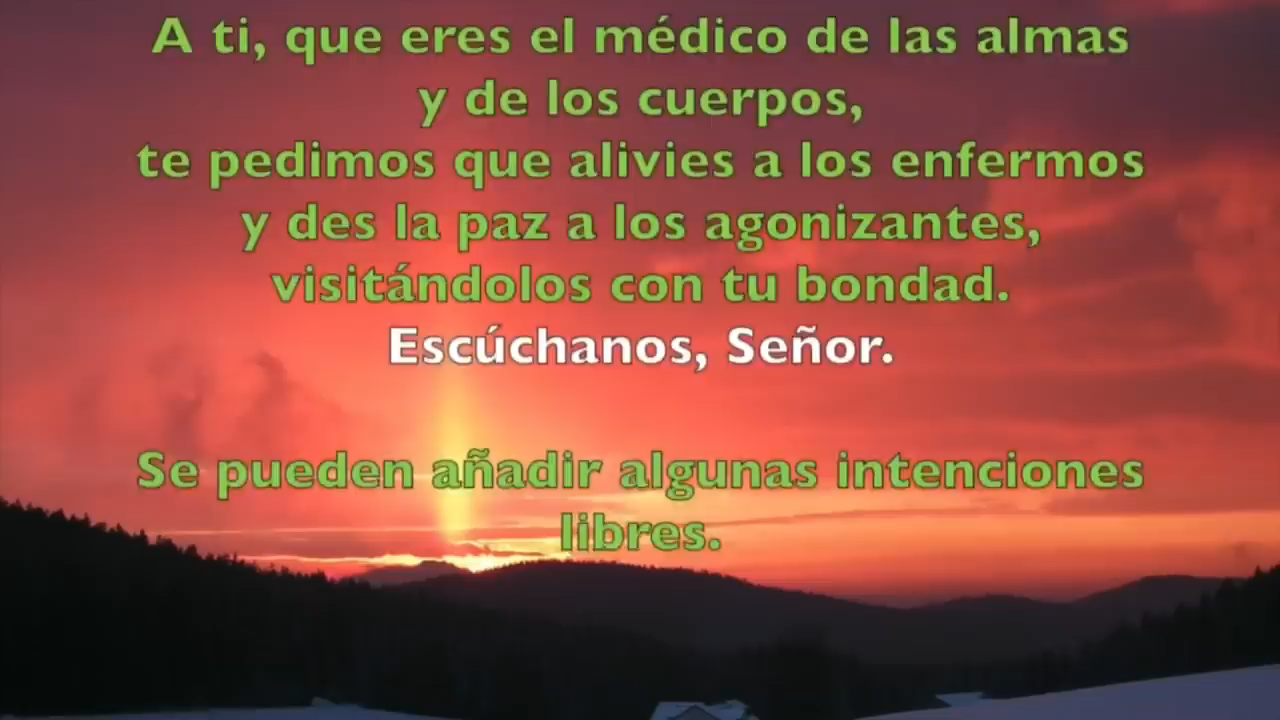 A ti, que eres el médico de las almas
y de los cuerpos,
te pedimos que alivies a los enfermos
y des la paz a los agonizantes,
visitándolos con tu bondad.
Escúchanos, Señor.
Se pueden añadir algunas intenciones
libres.